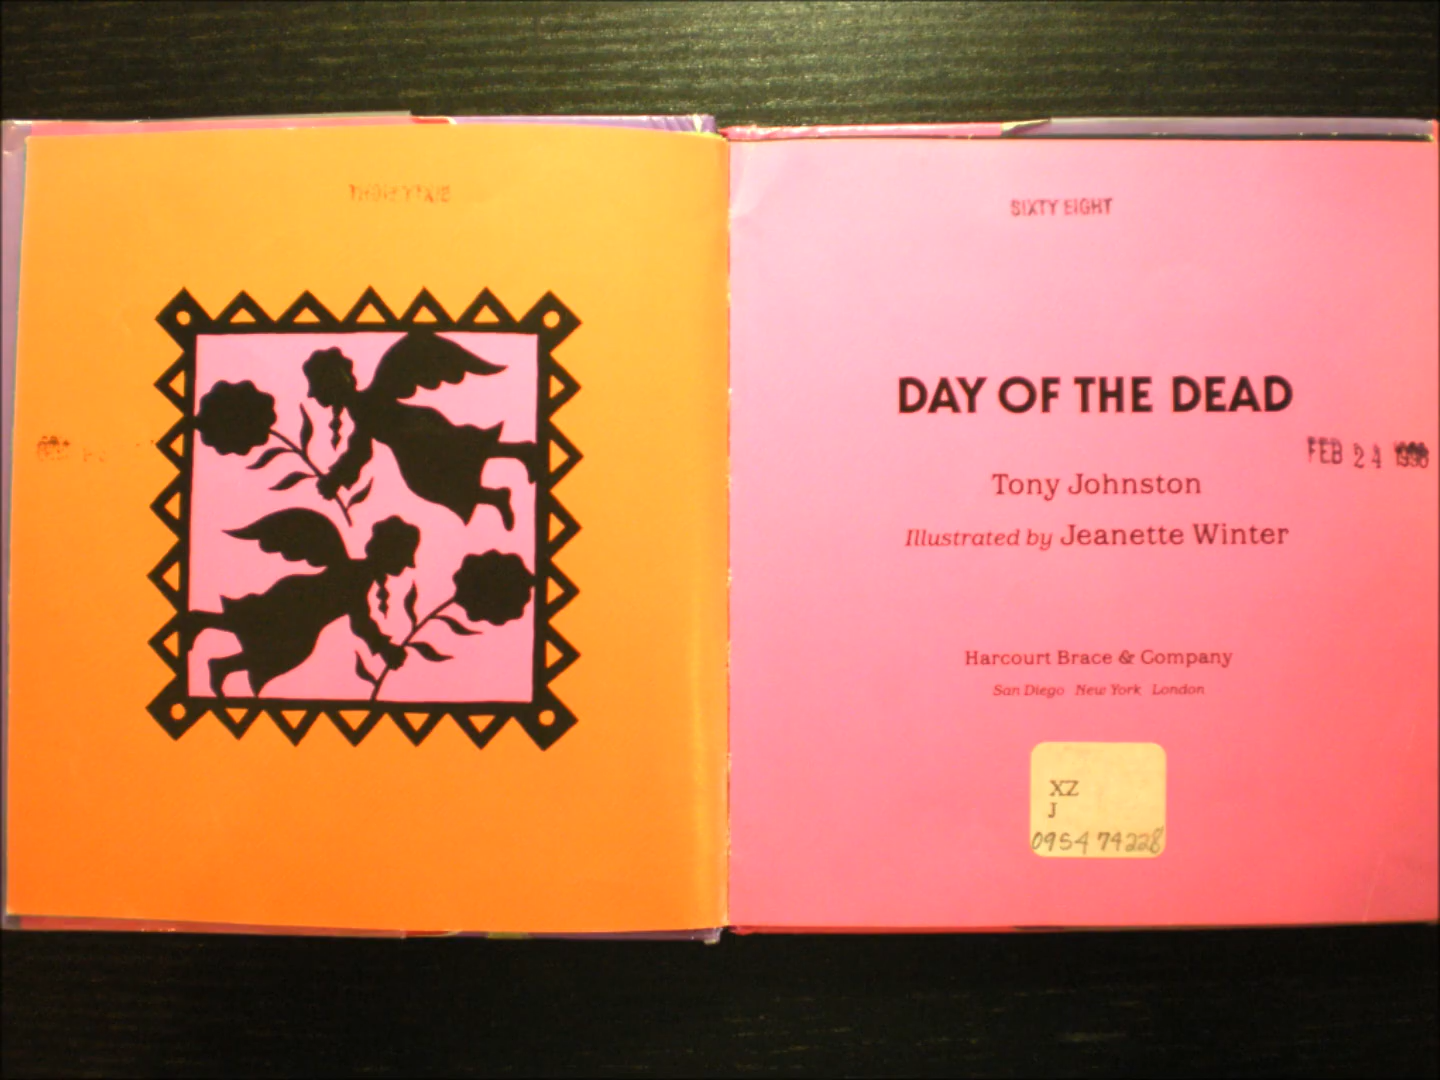 SIXTY EIGHT
DAY OF THE DEAD
FEB 24
Tony Johnston
Illustrated by Jeanette Winter
Harcourt Brace & Company
San Diego New York London
XZ
J
0954 74228